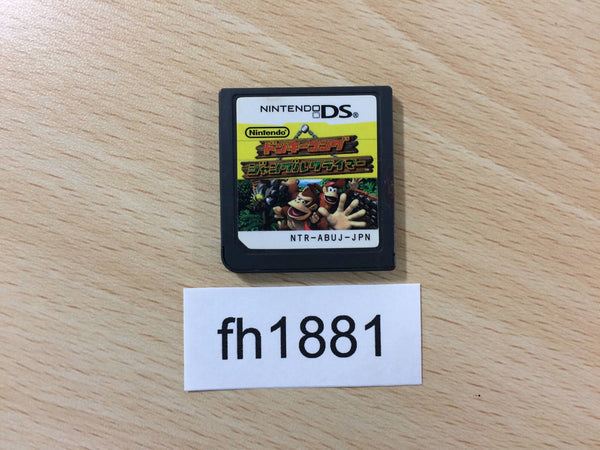 NINTENDO DS®
Nintendo
ドンキーコング
ジャングルクライマー
NTR-ABUJ-JPN
fh1881